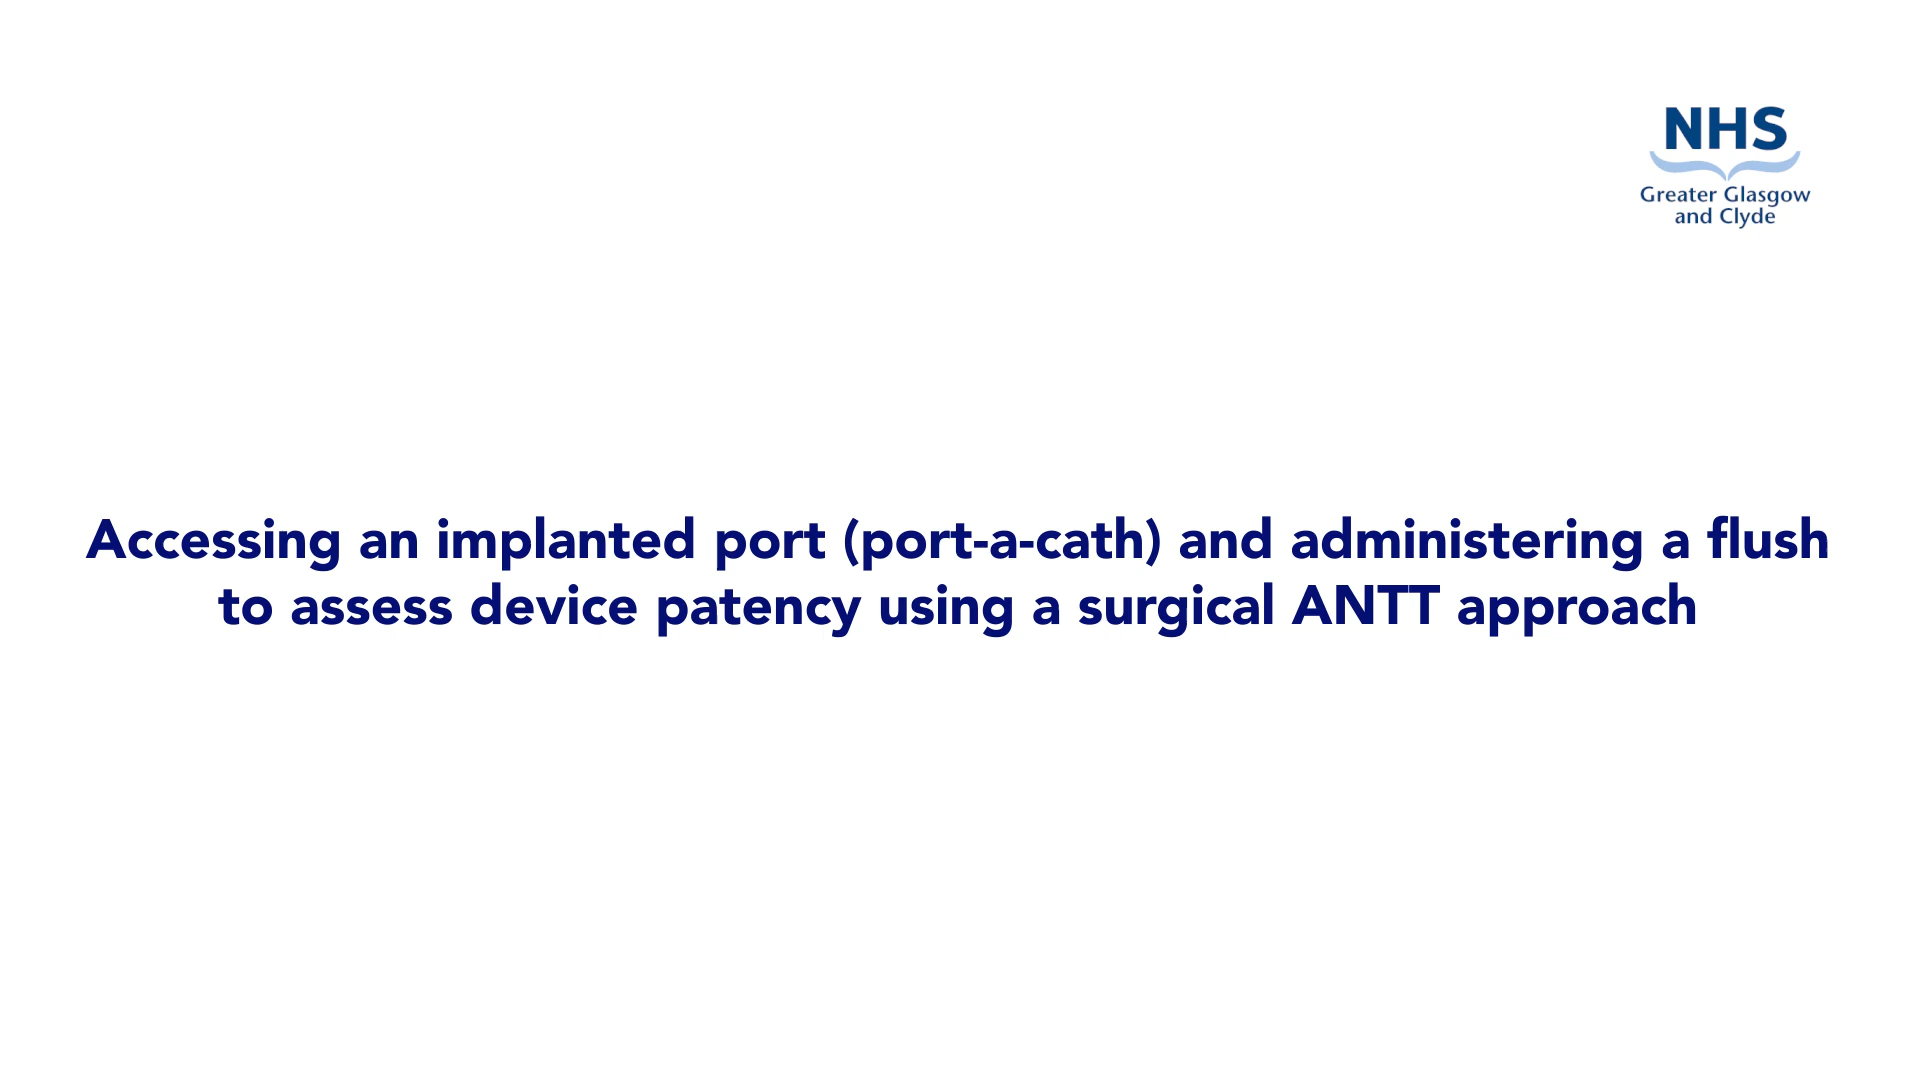 NHS
Greater Glasgow
and Clyde
Accessing an implanted port (port-a-cath) and administering a flush
to assess device patency using a surgical ANTT approach